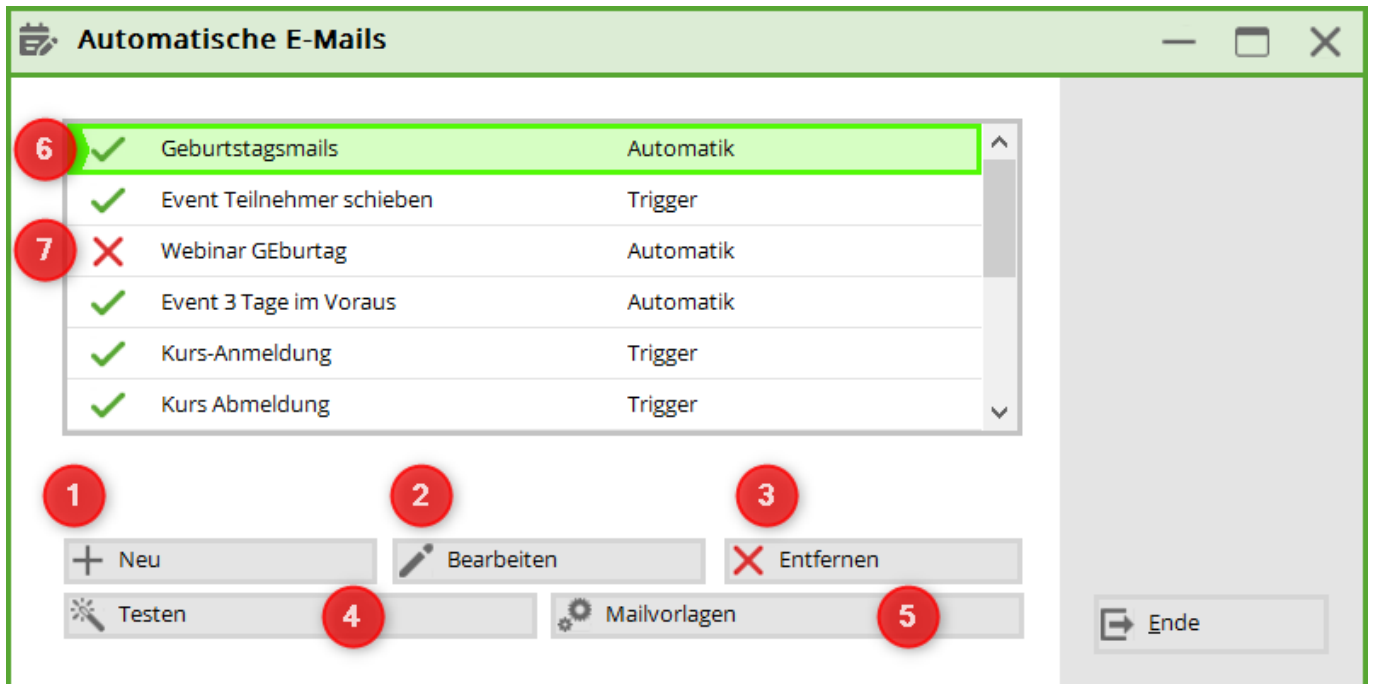 Automatische E-Mails
6 Geburtstagsmails Automatik
Event Teilnehmer schieben Trigger
7 Webinar GEburtag Automatik
Event 3 Tage im Voraus Automatik
Kurs-Anmeldung Trigger
Kurs Abmeldung Trigger
1 2 3
Neu Bearbeiten Entfernen
Testen 4 Mailvorlagen 5 Ende